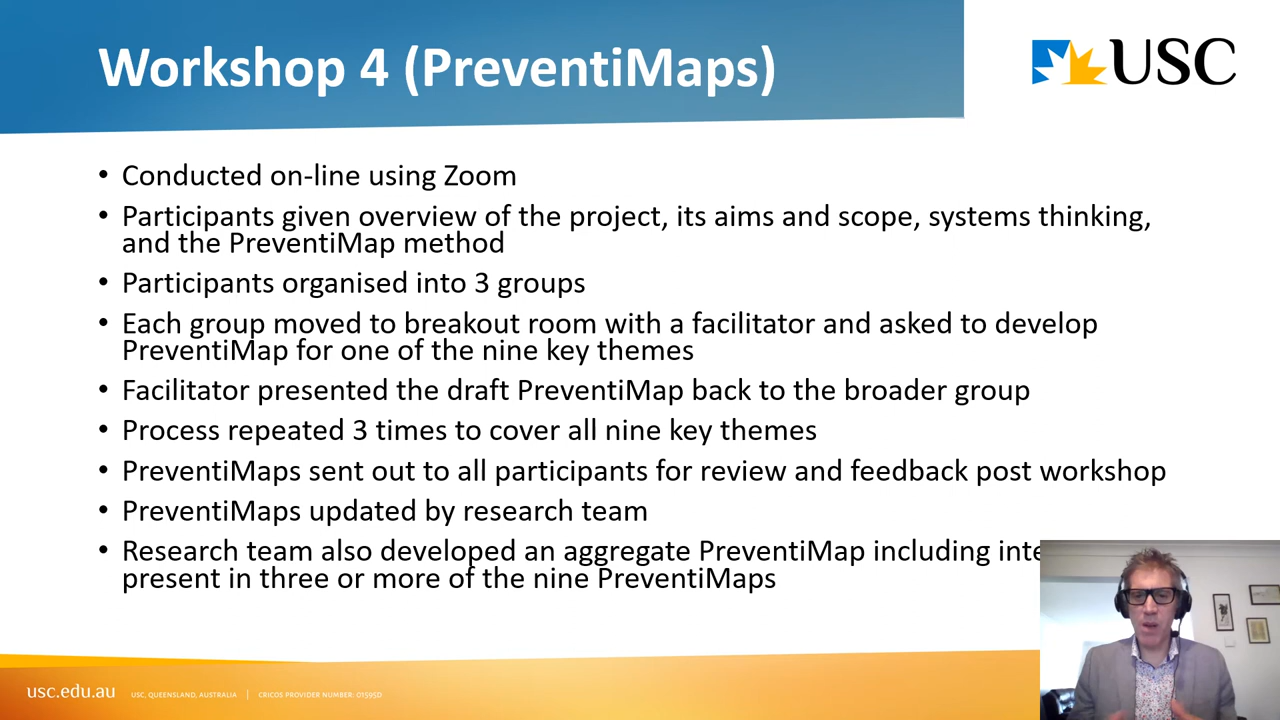 Workshop 4 (PreventiMaps)
USC
• Conducted on-line using Zoom
• Participants given overview of the project, its aims and scope, systems thinking,
and the PreventiMap method
• Participants organised into 3 groups
• Each group moved to breakout room with a facilitator and asked to develop
PreventiMap for one of the nine key themes
• Facilitator presented the draft PreventiMap back to the broader group
• Process repeated 3 times to cover all nine key themes
• PreventiMaps sent out to all participants for review and feedback post workshop
• PreventiMaps updated by research team
• Research team also developed an aggregate PreventiMap including
present in three or more of the nine PreventiMaps
usc.edu.au USC, QUEENSLAND, AUSTRALIA | CRICOS PROVIDER NUMBER: 01595D